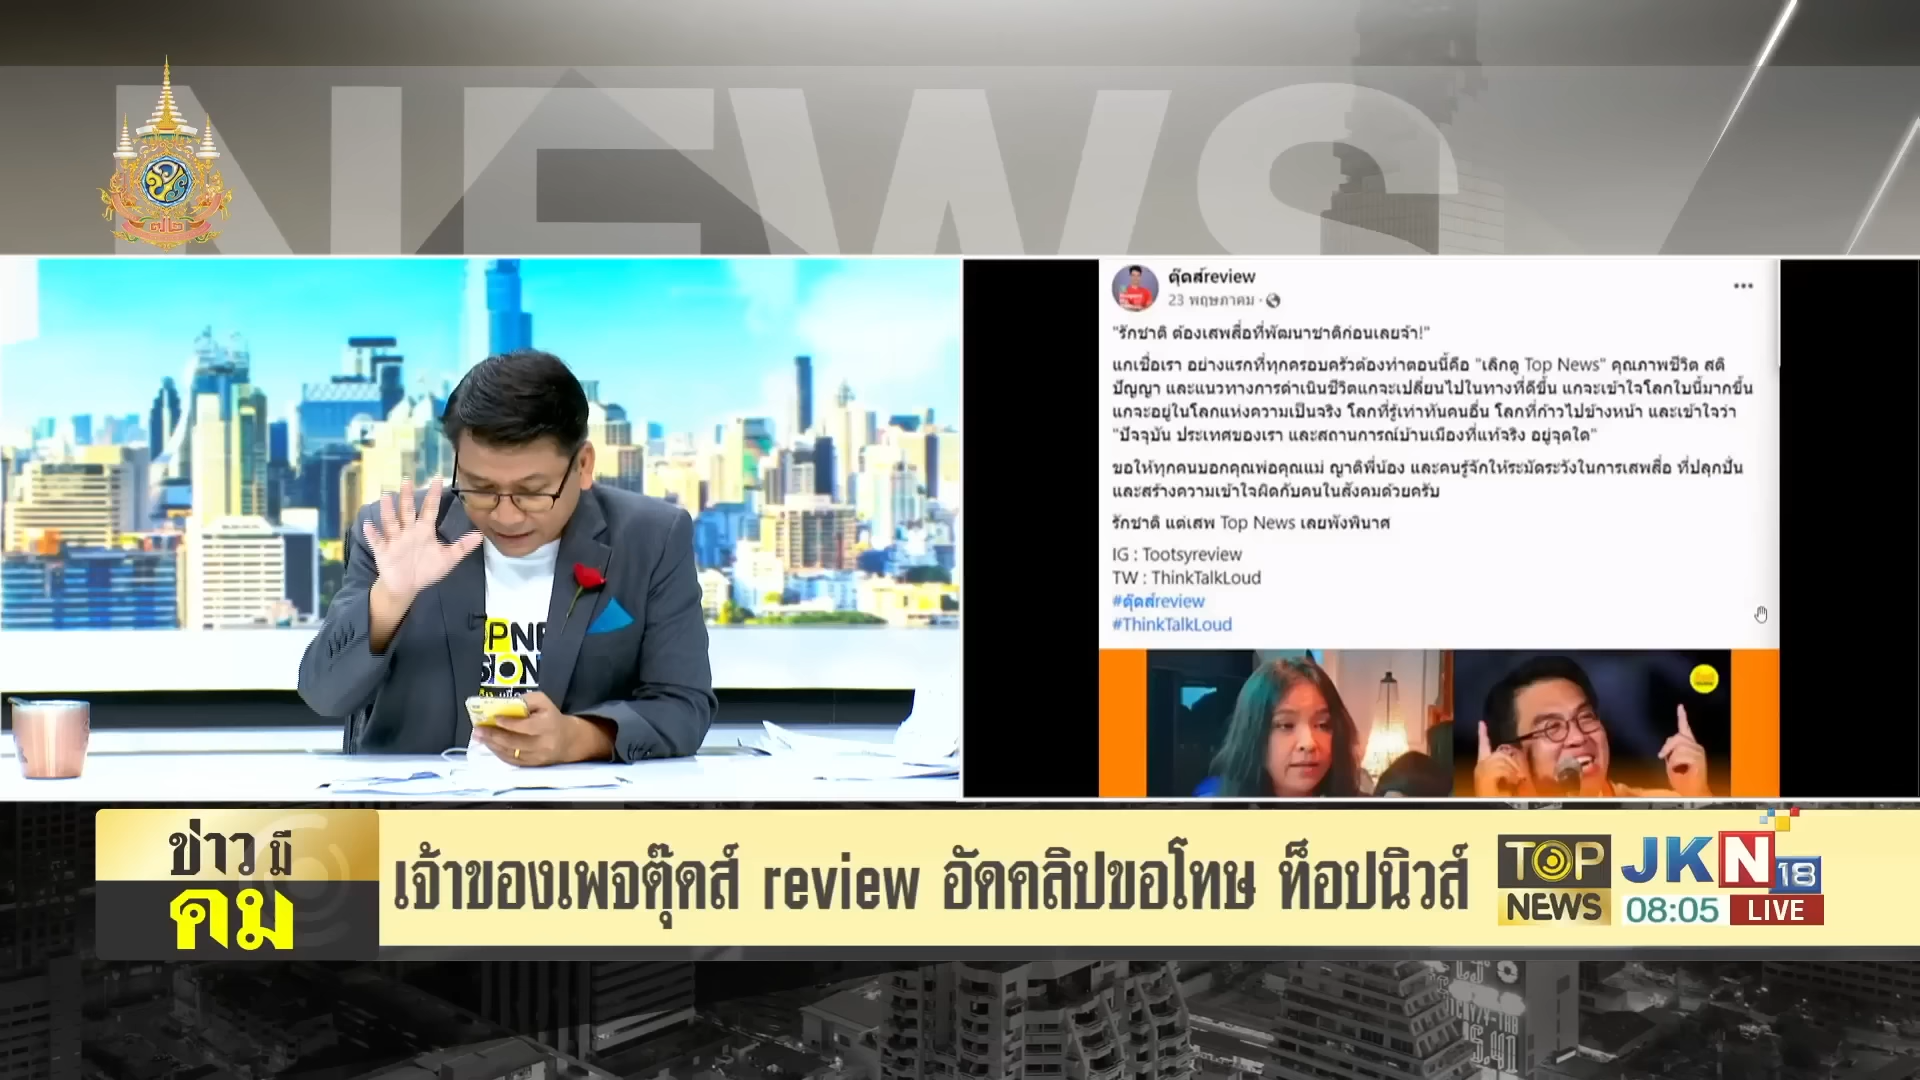 NEWS
๗๒
ตุ๊ดส์review
23 พฤษภาคม ·
"รักชาติ ต้องเสพสื่อที่พัฒนาชาติก่อนเลยจ้า!"
แกเชื่อเรา อย่างแรกที่ทุกครอบครัวต้องทำตอนนี้คือ "เลิกดู Top News" คุณภาพชีวิต สติ
ปัญญา และแนวทางการดำเนินชีวิตแกจะเปลี่ยนไปในทางที่ดีขึ้น แกจะเข้าใจโลกใบนี้มากขึ้น
แกจะอยู่ในโลกแห่งความเป็นจริง โลกที่รู้เท่าทันคนอื่น โลกที่ก้าวไปข้างหน้า และเข้าใจว่า
"ปัจจุบัน ประเทศของเรา และสถานการณ์บ้านเมืองที่แท้จริง อยู่จุดใด"
ขอให้ทุกคนบอกคุณพ่อคุณแม่ ญาติพี่น้อง และคนรู้จักให้ระมัดระวังในการเสพสื่อ ที่ปลุกปั่น
และสร้างความเข้าใจผิดกับคนในสังคมด้วยครับ
รักชาติ แต่เสพ Top News เลยพังพินาศ
IG : Tootsyreview
TW : ThinkTalkLoud
#ตุ๊ดส์review
#ThinkTalkLoud
ข่าวมี
คม
เจ้าของเพจตุ๊ดส์ review อัดคลิปขอโทษ ท็อปนิวส์
TOP
NEWS
JKN18
08:05 LIVE